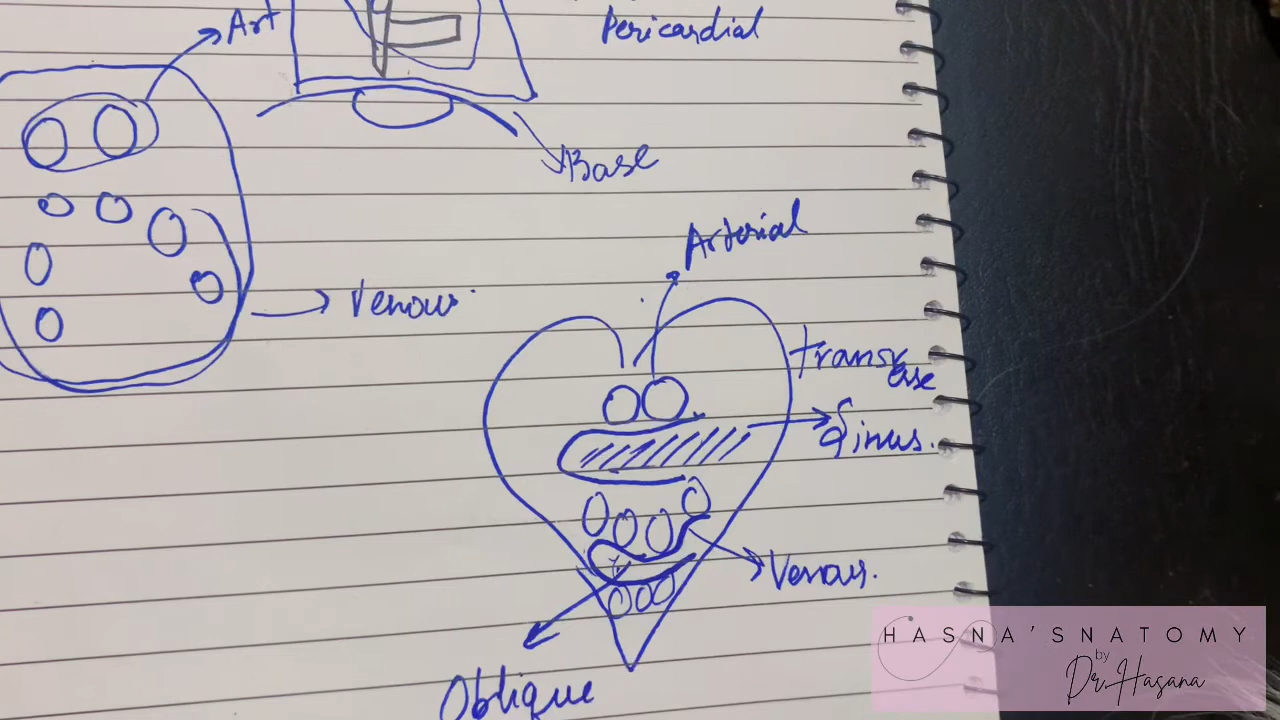 Art
Pericardial
Base
Arterial
Venous
Transverse
Sinus.
Venous.
Oblique
HASNA'SNATOMY
by
Dr.Hasana